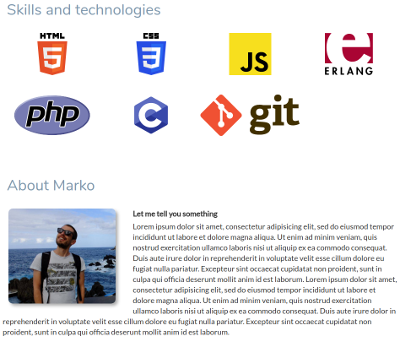 Skills and technologies
HTML
5
CSS
3
JS
e
ERLANG
php
C
git
About Marko
Let me tell you something
Lorem ipsum dolor sit amet, consectetur adipisicing elit, sed do eiusmod tempor
incididunt ut labore et dolore magna aliqua. Ut enim ad minim veniam, quis
nostrud exercitation ullamco laboris nisi ut aliquip ex ea commodo consequat.
Duis aute irure dolor in reprehenderit in voluptate velit esse cillum dolore eu
fugiat nulla pariatur. Excepteur sint occaecat cupidatat non proident, sunt in
culpa qui officia deserunt mollit anim id est laborum. Lorem ipsum dolor sit amet,
consectetur adipisicing elit, sed do eiusmod tempor incididunt ut labore et
dolore magna aliqua. Ut enim ad minim veniam, quis nostrud exercitation
ullamco laboris nisi ut aliquip ex ea commodo consequat. Duis aute irure dolor in
reprehenderit in voluptate velit esse cillum dolore eu fugiat nulla pariatur. Excepteur sint occaecat cupidatat non
proident, sunt in culpa qui officia deserunt mollit anim id est laborum.